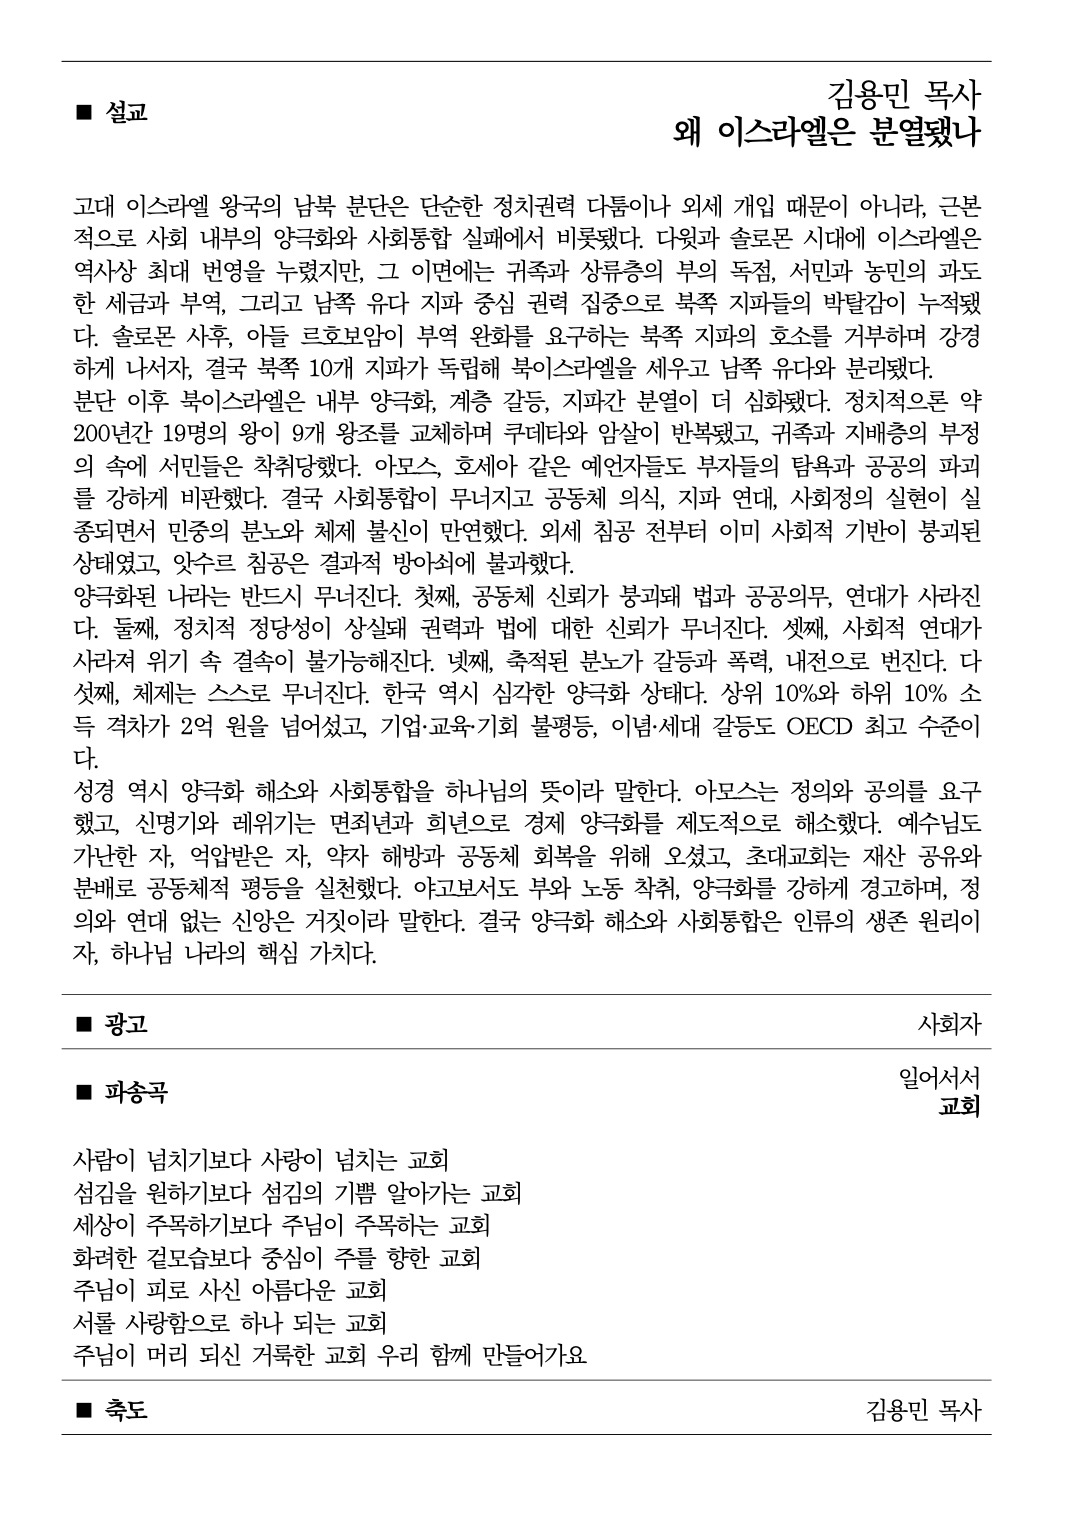 ■ 설교
김용민 목사
왜 이스라엘은 분열됐나
고대 이스라엘 왕국의 남북 분단은 단순한 정치권력 다툼이나 외세 개입 때문이 아니라, 근본
적으로 사회 내부의 양극화와 사회통합 실패에서 비롯됐다. 다윗과 솔로몬 시대에 이스라엘은
역사상 최대 번영을 누렸지만, 그 이면에는 귀족과 상류층의 부의 독점, 서민과 농민의 과도
한 세금과 부역, 그리고 남쪽 유다 지파 중심 권력 집중으로 북쪽 지파들의 박탈감이 누적됐
다. 솔로몬 사후, 아들 르호보암이 부역 완화를 요구하는 북쪽 지파의 호소를 거부하며 강경
하게 나서자, 결국 북쪽 10개 지파가 독립해 북이스라엘을 세우고 남쪽 유다와 분리됐다.
분단 이후 북이스라엘은 내부 양극화, 계층 갈등, 지파간 분열이 더 심화됐다. 정치적으론 약
200년간 19명의 왕이 9개 왕조를 교체하며 쿠데타와 암살이 반복됐고, 귀족과 지배층의 부정
의 속에 서민들은 착취당했다. 아모스, 호세아 같은 예언자들도 부자들의 탐욕과 공공의 파괴
를 강하게 비판했다. 결국 사회통합이 무너지고 공동체 의식, 지파 연대, 사회정의 실현이 실
종되면서 민중의 분노와 체제 불신이 만연했다. 외세 침공 전부터 이미 사회적 기반이 붕괴된
상태였고, 앗수르 침공은 결과적 방아쇠에 불과했다.
양극화된 나라는 반드시 무너진다. 첫째, 공동체 신뢰가 붕괴돼 법과 공공의무, 연대가 사라진
다. 둘째, 정치적 정당성이 상실돼 권력과 법에 대한 신뢰가 무너진다. 셋째, 사회적 연대가
사라져 위기 속 결속이 불가능해진다. 넷째, 축적된 분노가 갈등과 폭력, 내전으로 번진다. 다
섯째, 체제는 스스로 무너진다. 한국 역시 심각한 양극화 상태다. 상위 10%와 하위 10% 소
득 격차가 2억 원을 넘어섰고, 기업·교육·기회 불평등, 이념·세대 갈등도 OECD 최고 수준이
다.
성경 역시 양극화 해소와 사회통합을 하나님의 뜻이라 말한다. 아모스는 정의와 공의를 요구
했고, 신명기와 레위기는 면죄년과 희년으로 경제 양극화를 제도적으로 해소했다. 예수님도
가난한 자, 억압받은 자, 약자 해방과 공동체 회복을 위해 오셨고, 초대교회는 재산 공유와
분배로 공동체적 평등을 실천했다. 야고보서도 부와 노동 착취, 양극화를 강하게 경고하며, 정
의와 연대 없는 신앙은 거짓이라 말한다. 결국 양극화 해소와 사회통합은 인류의 생존 원리이
자, 하나님 나라의 핵심 가치다.
■ 광고
사회자
■ 파송곡
일어서서
교회
사람이 넘치기보다 사랑이 넘치는 교회
섬김을 원하기보다 섬김의 기쁨 알아가는 교회
세상이 주목하기보다 주님이 주목하는 교회
화려한 겉모습보다 중심이 주를 향한 교회
주님이 피로 사신 아름다운 교회
서롤 사랑함으로 하나 되는 교회
주님이 머리 되신 거룩한 교회 우리 함께 만들어가요
■ 축도
김용민 목사